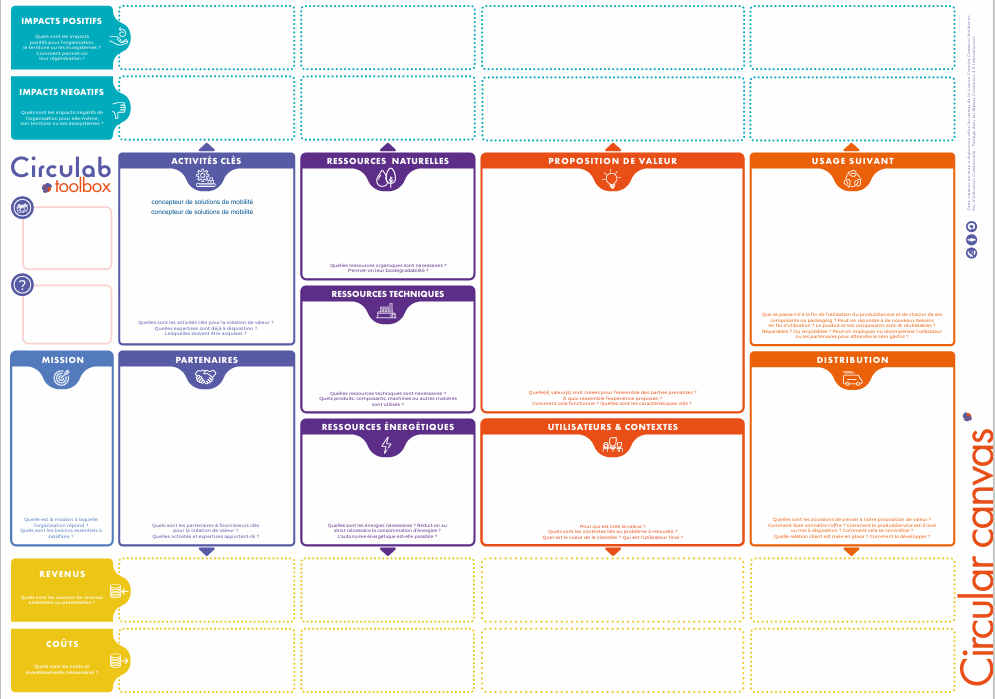 IMPACTS POSITIFS
Quels sont les impacts
positifs pour l'organisation,
le territoire ou les écosystèmes ?
Comment permet-on
leur régénération ?
IMPACTS NEGATIFS
Quels sont les impacts négatifs de
l'organisation pour elle-même,
son territoire ou ses écosystèmes ?
Circulab
toolbox
?
MISSION
Quelle est la mission à laquelle
l'organisation répond ?
Quels sont les besoins essentiels à
satisfaire ?
ACTIVITÉS CLÉS
concepteur de solutions de mobilité
concepteur de solutions de mobilité
Quelles sont les activités clés pour la création de valeur ?
Quelles expertises sont déjà à disposition ?
Lesquelles doivent être acquises ?
PARTENAIRES
Quels sont les partenaires & fournisseurs clés
pour la création de valeur ?
Quelles activités et expertises apportent-ils ?
RESSOURCES NATURELLES
Quelles ressources organiques sont nécessaires ?
Permet-on leur biodégradabilité ?
RESSOURCES TECHNIQUES
Quelles ressources techniques sont nécessaires ?
Quels produits, composants, machines ou autres matières
sont utilisés ?
RESSOURCES ÉNERGÉTIQUES
Quelles sont les énergies nécessaires ? Réduit-on au
strict nécessaire la consommation d'énergies ?
L'autonomie énergétique est-elle possible ?
PROPOSITION DE VALEUR
Quelle(s) valeur(s) sont créées pour l'ensemble des parties prenantes ?
À quoi ressemble l'expérience proposée ?
Comment cela fonctionne ? Quelles sont les caractéristiques clés ?
UTILISATEURS & CONTEXTES
Pour qui est créé la valeur ?
Quels sont les contextes liés au problème à résoudre ?
Quel est le coeur de la clientèle ? Qui est l'utilisateur final ?
USAGE SUIVANT
Que se passe-t-il à la fin de l'utilisation du produit/service et de chacun de ses
composants ou packaging ? Peut-on répondre à de nouveaux besoins
en fin d'utilisation ? Le produit et ses composants sont-ils réutilisables ?
Réparables ? Ou recyclables ? Peut-on impliquer ou récompenser l'utilisateur
ou les partenaires pour atteindre le zéro gâchis ?
DISTRIBUTION
Quelles sont les occasions de penser à notre proposition de valeur ?
Comment faire connaître l'offre ? Comment le produit/service est-il livré
ou mis à disposition ? Comment cela se concrétise ?
Quelle relation client est mise en place ? Comment la développer ?
REVENUS
Quels sont les sources de revenus
existantes ou potentielles ?
COÛTS
Quels sont les coûts et
investissements nécessaires ?
Circular canvas